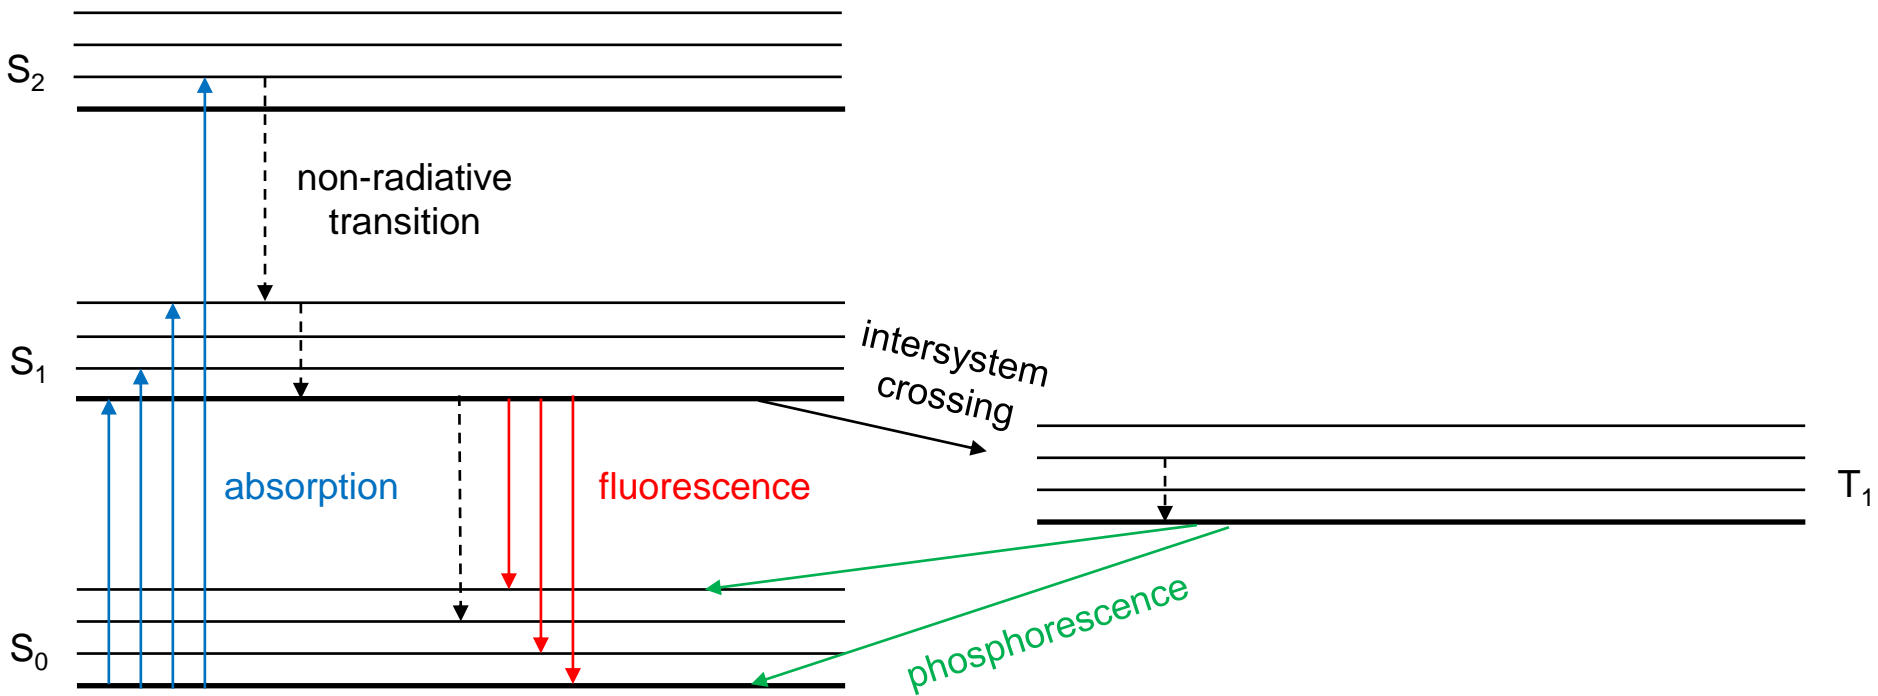 S₂
non-radiative
transition
S₁
intersystem
crossing
absorption
fluorescence
T₁
phosphorescence
S₀